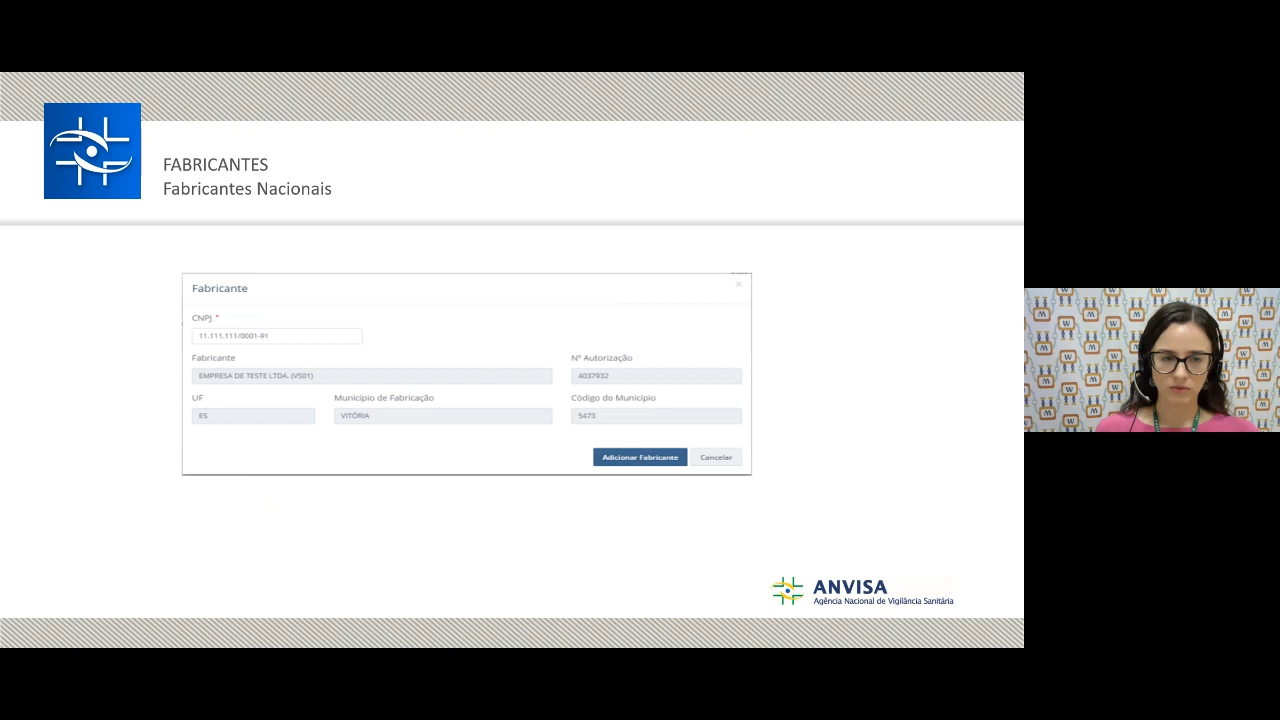 FABRICANTES
Fabricantes Nacionais
Fabricante ×
CNPJ *
11.111.111/0001-91
Fabricante Nº Autorização
EMPRESA DE TESTE LTDA. (VS01) 4037932
UF Município de Fabricação Código do Município
ES VITÓRIA 5473
Adicionar Fabricante Cancelar
ANVISA
Agência Nacional de Vigilância Sanitária